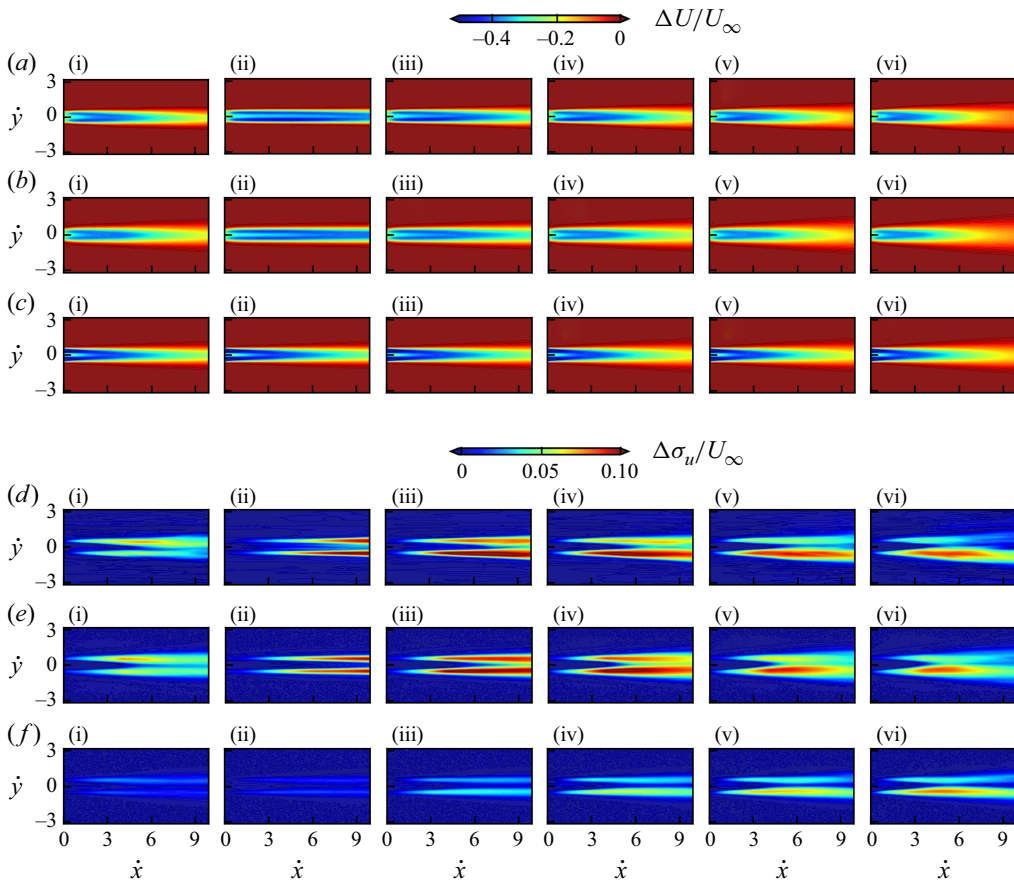 ΔU/U∞
−0.4 −0.2 0
(a) (i) (ii) (iii) (iv) (v) (vi)
3
ẏ 0
−3
(b) (i) (ii) (iii) (iv) (v) (vi)
3
ẏ 0
−3
(c) (i) (ii) (iii) (iv) (v) (vi)
3
ẏ 0
−3
Δσu/U∞
0 0.05 0.10
(d) (i) (ii) (iii) (iv) (v) (vi)
3
ẏ 0
−3
(e) (i) (ii) (iii) (iv) (v) (vi)
3
ẏ 0
−3
(f) (i) (ii) (iii) (iv) (v) (vi)
3
ẏ 0
−3
0 3 6 9 0 3 6 9 0 3 6 9 0 3 6 9 0 3 6 9 0 3 6 9
ẋ ẋ ẋ ẋ ẋ ẋ